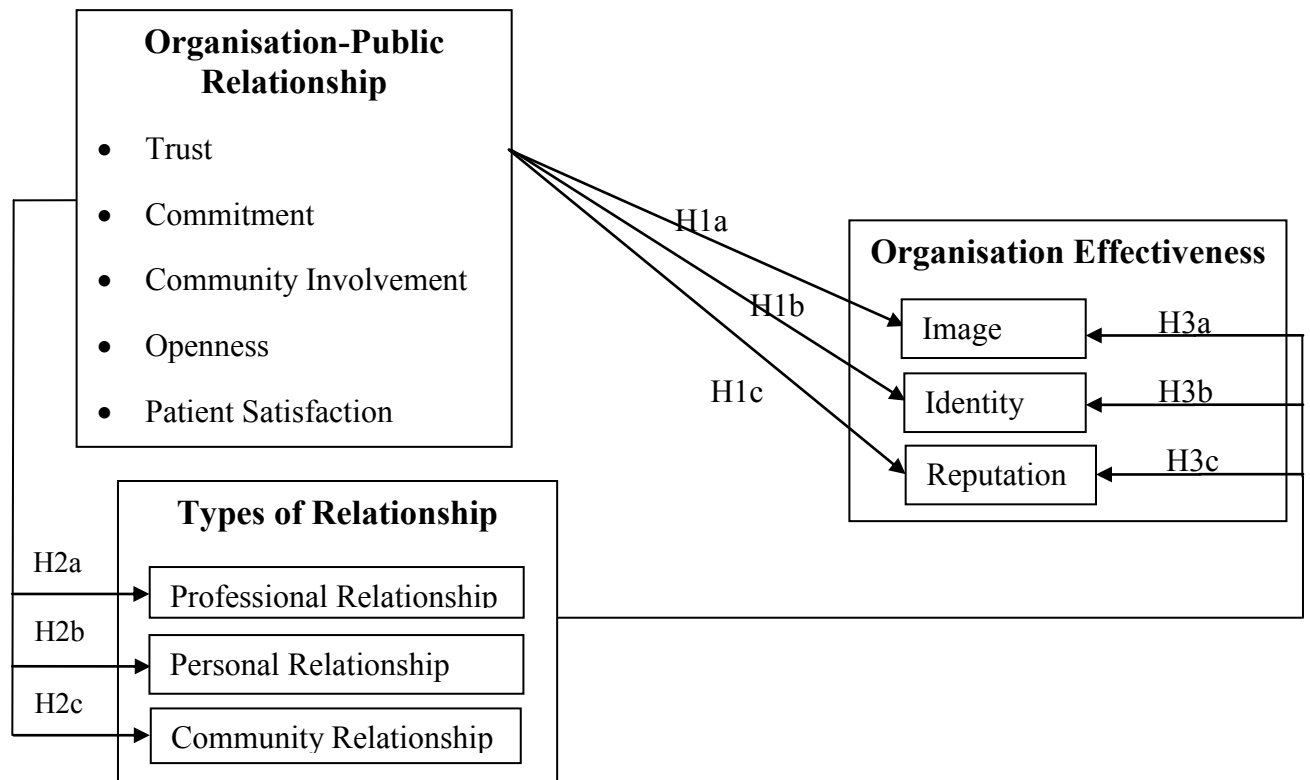 Organisation-Public
Relationship
• Trust
• Commitment
• Community Involvement
• Openness
• Patient Satisfaction
H1a
H1b
H1c
Organisation Effectiveness
Image
Identity
Reputation
H3a
H3b
H3c
Types of Relationship
H2a
Professional Relationship
H2b
Personal Relationship
H2c
Community Relationship